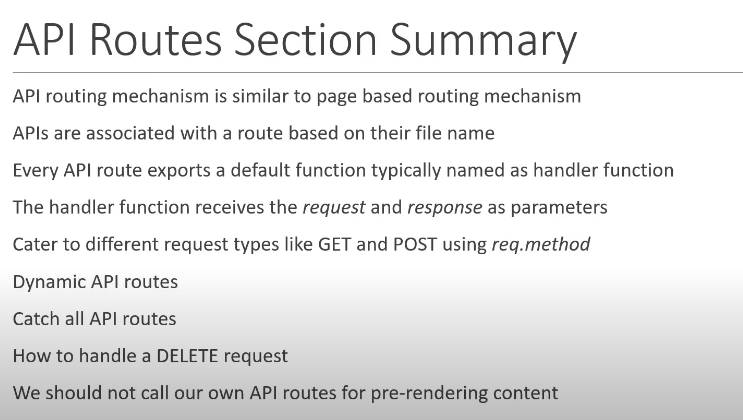 API Routes Section Summary
API routing mechanism is similar to page based routing mechanism
APIs are associated with a route based on their file name
Every API route exports a default function typically named as handler function
The handler function receives the request and response as parameters
Cater to different request types like GET and POST using req.method
Dynamic API routes
Catch all API routes
How to handle a DELETE request
We should not call our own API routes for pre-rendering content